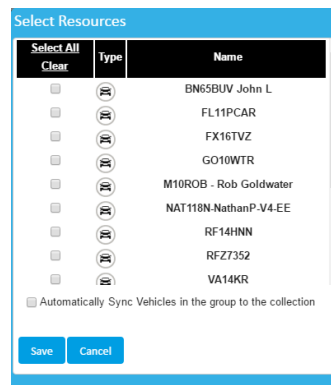 Select Resources
Select All
Clear
Type
Name
BN65BUV John L
FL11PCAR
FX16TVZ
GO10WTR
M10ROB - Rob Goldwater
NAT118N-NathanP-V4-EE
RF14HNN
RFZ7352
VA14KR
Automatically Sync Vehicles in the group to the collection
Save
Cancel